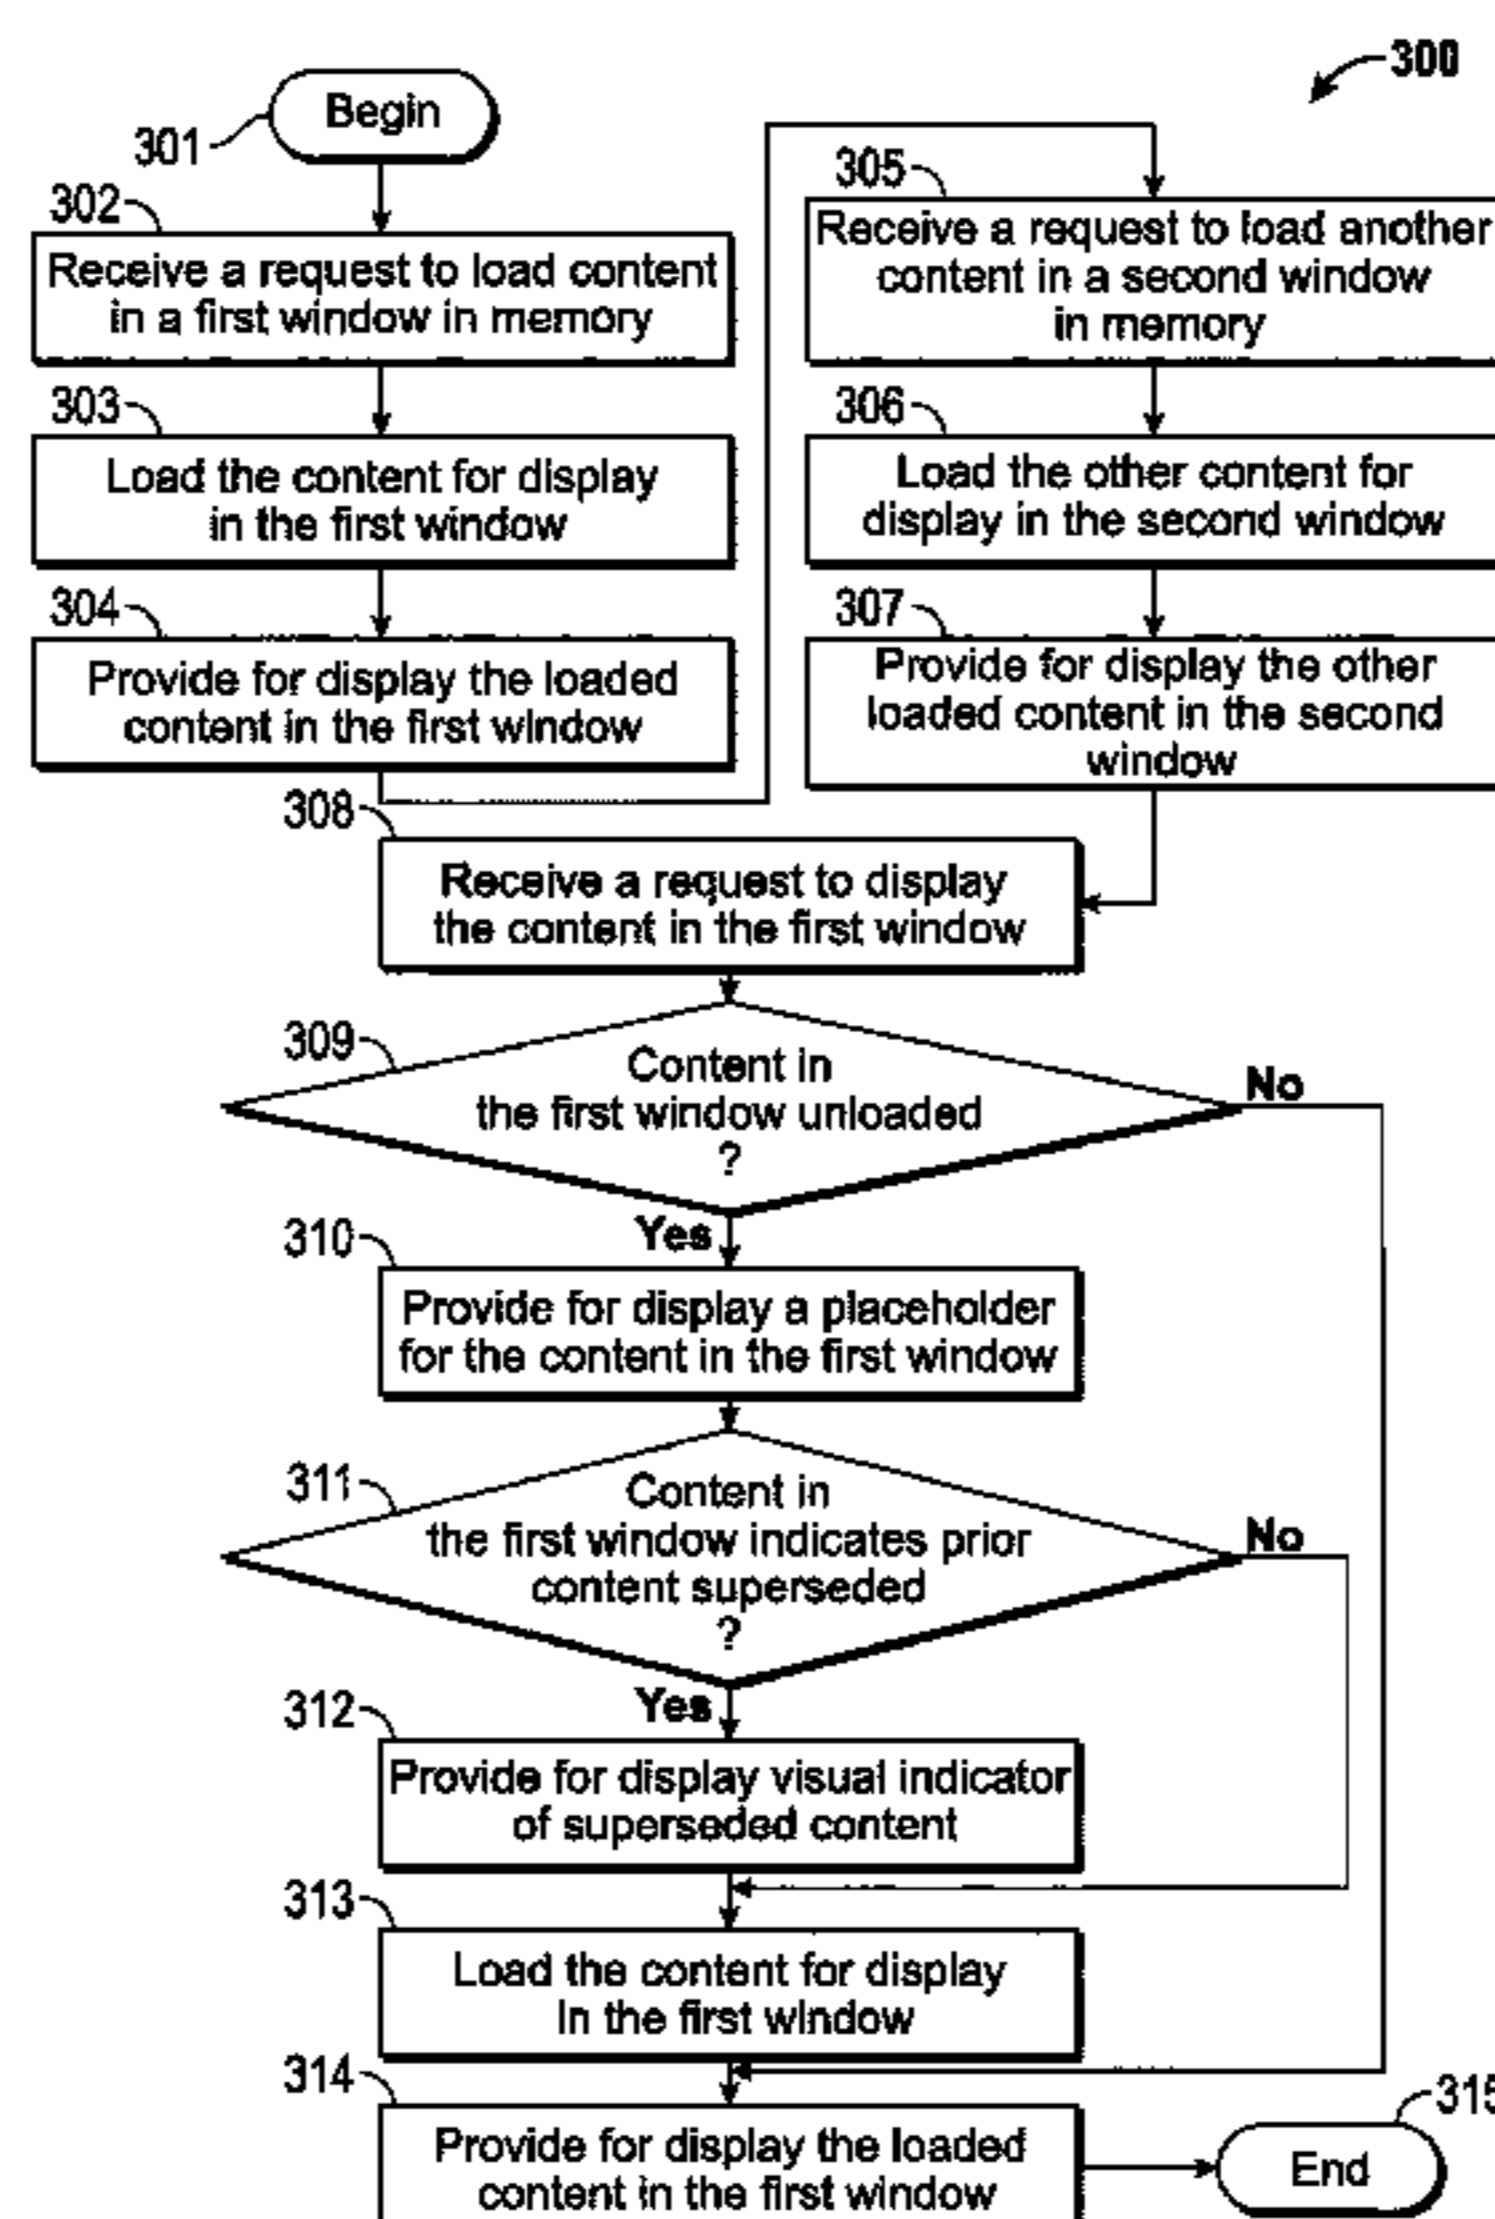 300
Begin
301
302
Receive a request to load content
in a first window in memory
303
Load the content for display
in the first window
304
Provide for display the loaded
content in the first window
305
Receive a request to load another
content in a second window
in memory
306
Load the other content for
display in the second window
307
Provide for display the other
loaded content in the second
window
308
Receive a request to display
the content in the first window
309
Content in
the first window unloaded
?
No
Yes
310
Provide for display a placeholder
for the content in the first window
311
Content in
the first window indicates prior
content superseded
?
No
Yes
312
Provide for display visual indicator
of superseded content
313
Load the content for display
in the first window
314
Provide for display the loaded
content in the first window
315
End